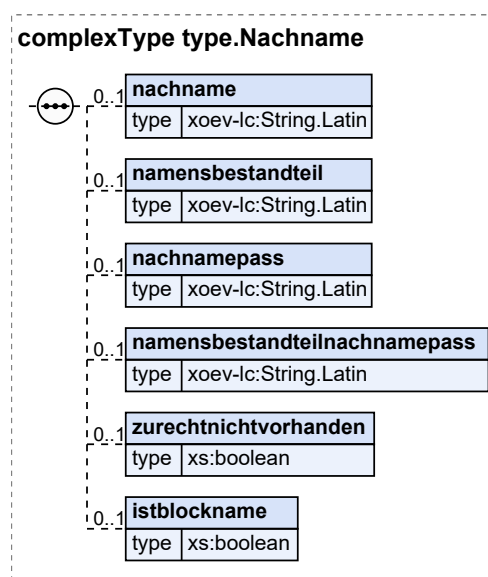 complexType type.Nachname
0..1 nachname
type xoev-lc:String.Latin
0..1 namensbestandteil
type xoev-lc:String.Latin
0..1 nachnamepass
type xoev-lc:String.Latin
0..1 namensbestandteilnachnamepass
type xoev-lc:String.Latin
0..1 zurechtnichtvorhanden
type xs:boolean
0..1 istblockname
type xs:boolean